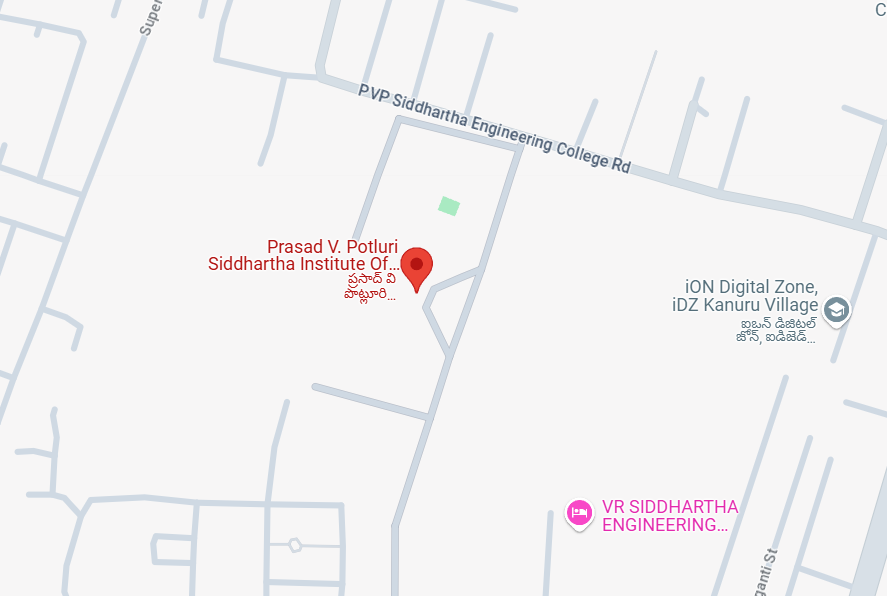 PVP Siddhartha Engineering College Rd
Prasad V. Potluri
Siddhartha Institute Of...
ప్రసాద్ వి
పొట్లూరి...
iON Digital Zone,
iDZ Kanuru Village
ఐఒన్ డిజిటల్
జోన్, ఐడిజెడ్...
VR SIDDHARTHA
ENGINEERING...